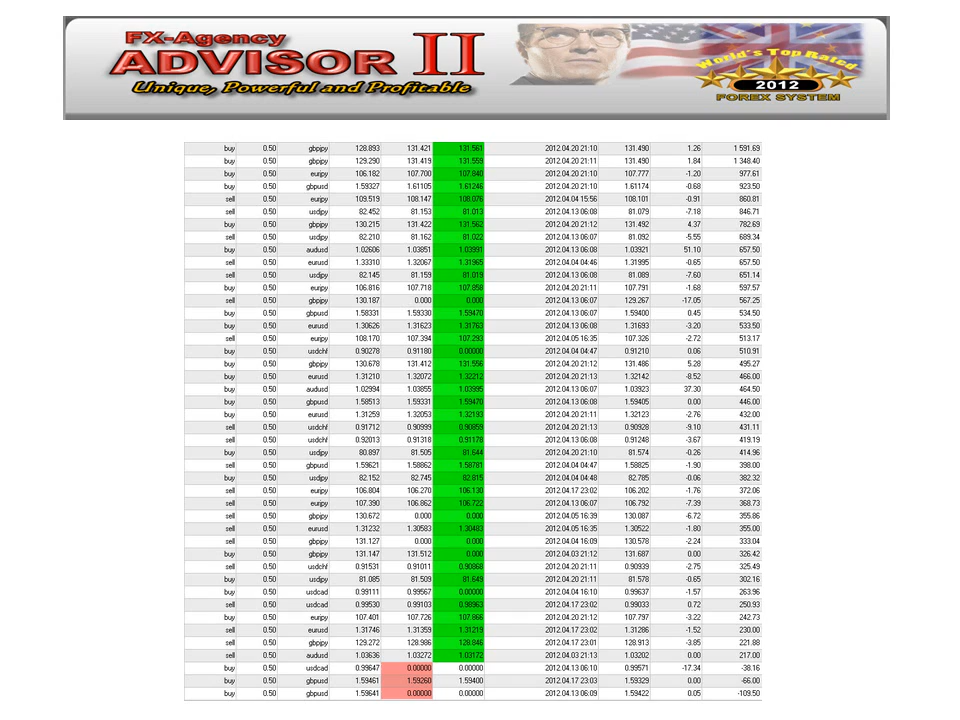 FX-Agency
ADVISOR II
Unique, Powerful and Profitable
World's Top Rated
2012
FOREX SYSTEM
buy 0.50 gbpjpy 128.893 131.421 131.561 2012.04.20 21:10 131.490 1.26 1 591.69
buy 0.50 gbpjpy 129.290 131.419 131.559 2012.04.20 21:11 131.490 1.84 1 348.40
buy 0.50 eurjpy 106.182 107.700 107.840 2012.04.20 21:10 107.777 -1.20 977.61
buy 0.50 gbpusd 1.59327 1.61105 1.61246 2012.04.20 21:10 1.61174 -0.68 923.50
sell 0.50 eurjpy 109.519 108.147 108.076 2012.04.04 15:56 108.101 -0.91 860.81
sell 0.50 usdjpy 82.452 81.153 81.013 2012.04.13 06:08 81.079 -7.18 846.71
buy 0.50 gbpjpy 130.215 131.422 131.562 2012.04.20 21:12 131.492 4.37 782.69
sell 0.50 usdjpy 82.210 81.162 81.022 2012.04.13 06:07 81.092 -5.55 689.34
buy 0.50 audusd 1.02606 1.03851 1.03991 2012.04.13 06:08 1.03921 51.10 657.50
sell 0.50 eurusd 1.33310 1.32067 1.31965 2012.04.04 04:46 1.31995 -0.65 657.50
sell 0.50 usdjpy 82.145 81.159 81.019 2012.04.13 06:08 81.089 -7.60 651.14
buy 0.50 eurjpy 106.816 107.718 107.858 2012.04.20 21:11 107.791 -1.68 597.57
sell 0.50 gbpjpy 130.187 0.000 0.000 2012.04.13 06:07 129.267 -17.05 567.25
buy 0.50 gbpusd 1.58331 1.59330 1.59470 2012.04.13 06:07 1.59400 0.45 534.50
buy 0.50 eurusd 1.30626 1.31623 1.31763 2012.04.13 06:08 1.31693 -3.20 533.50
sell 0.50 eurjpy 108.170 107.394 107.293 2012.04.05 16:35 107.326 -2.72 513.17
buy 0.50 usdchf 0.90278 0.91180 0.00000 2012.04.04 04:47 0.91210 0.06 510.91
buy 0.50 gbpjpy 130.678 131.412 131.556 2012.04.20 21:12 131.486 5.28 495.27
buy 0.50 eurusd 1.31210 1.32072 1.32212 2012.04.20 21:13 1.32142 -8.52 466.00
buy 0.50 audusd 1.02994 1.03855 1.03995 2012.04.13 06:07 1.03923 37.30 464.50
buy 0.50 gbpusd 1.58513 1.59331 1.59470 2012.04.13 06:08 1.59405 0.00 446.00
buy 0.50 eurusd 1.31259 1.32053 1.32193 2012.04.20 21:11 1.32123 -2.76 432.00
sell 0.50 usdchf 0.91712 0.90999 0.90859 2012.04.20 21:13 0.90928 -9.10 431.11
sell 0.50 usdchf 0.92013 0.91318 0.91178 2012.04.13 06:08 0.91248 -3.67 419.19
buy 0.50 usdjpy 80.897 81.505 81.644 2012.04.20 21:10 81.574 -0.26 414.96
sell 0.50 gbpusd 1.59621 1.58862 1.58781 2012.04.04 04:47 1.58825 -1.90 398.00
buy 0.50 usdjpy 82.152 82.745 82.815 2012.04.04 04:48 82.785 -0.06 382.32
sell 0.50 eurjpy 106.804 106.270 106.130 2012.04.17 23:02 106.202 -1.76 372.06
sell 0.50 eurjpy 107.390 106.862 106.722 2012.04.13 06:07 106.792 -7.39 368.73
sell 0.50 gbpjpy 130.672 0.000 0.000 2012.04.05 16:39 130.087 -6.72 355.86
sell 0.50 eurusd 1.31232 1.30583 1.30483 2012.04.05 16:35 1.30522 -1.80 355.00
sell 0.50 gbpjpy 131.127 0.000 0.000 2012.04.04 16:09 130.578 -2.24 333.04
buy 0.50 gbpjpy 131.147 131.512 0.000 2012.04.03 21:12 131.687 0.00 326.42
sell 0.50 usdchf 0.91531 0.91011 0.90868 2012.04.20 21:11 0.90939 -2.75 325.49
buy 0.50 usdjpy 81.085 81.509 81.649 2012.04.20 21:11 81.578 -0.65 302.16
buy 0.50 usdcad 0.99111 0.99567 0.00000 2012.04.04 16:10 0.99637 -1.57 263.96
sell 0.50 usdcad 0.99530 0.99103 0.98963 2012.04.17 23:02 0.99033 0.72 250.93
buy 0.50 eurjpy 107.401 107.726 107.866 2012.04.20 21:12 107.797 -3.22 242.73
sell 0.50 eurusd 1.31746 1.31359 1.31219 2012.04.17 23:02 1.31286 -1.52 230.00
sell 0.50 gbpjpy 129.272 128.986 128.846 2012.04.17 23:01 128.913 -3.85 221.88
sell 0.50 audusd 1.03636 1.03272 1.03172 2012.04.03 21:13 1.03202 0.00 217.00
buy 0.50 usdcad 0.99647 0.00000 0.00000 2012.04.13 06:10 0.99571 -17.34 -38.16
buy 0.50 gbpusd 1.59461 1.59260 1.59400 2012.04.17 23:03 1.59329 0.00 -66.00
buy 0.50 gbpusd 1.59641 0.00000 0.00000 2012.04.13 06:09 1.59422 0.05 -109.50